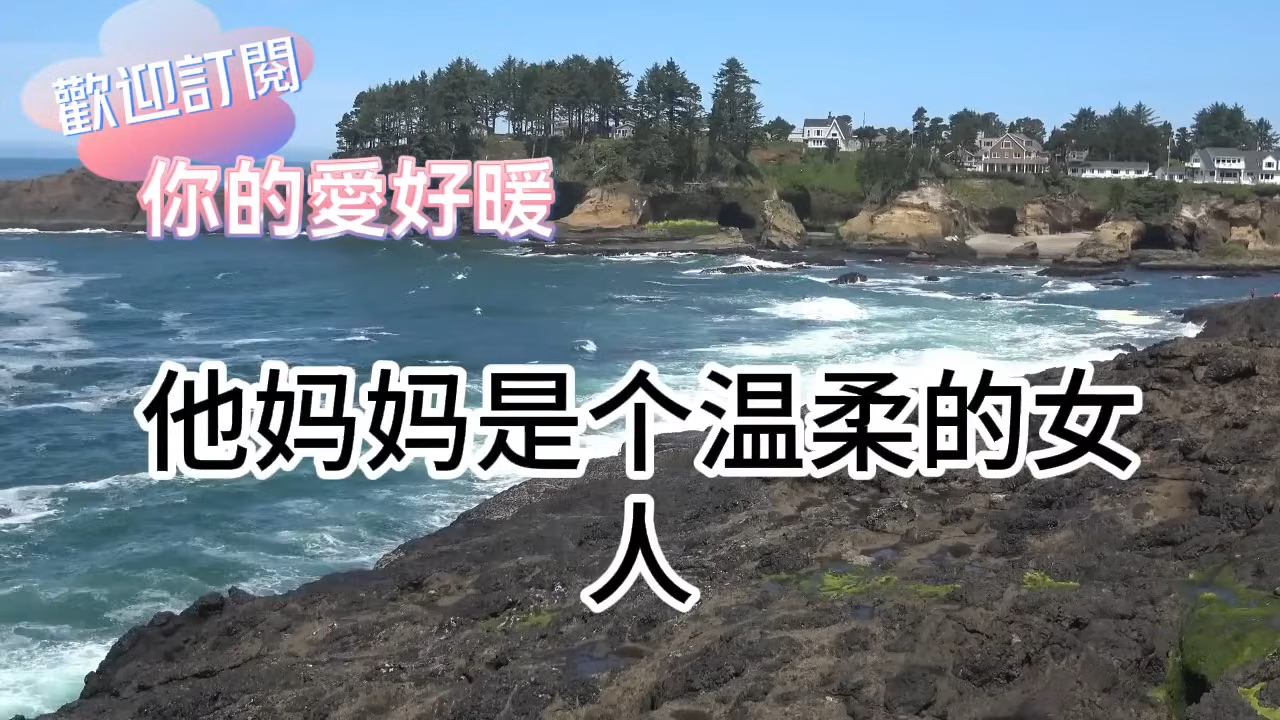 歡迎訂閱
你的愛好暖
他妈妈是个温柔的女
人